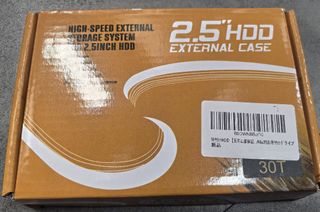 HIGH-SPEED EXTERNAL
STORAGE SYSTEM
2.5INCH HDD
2.5"HDD
EXTERNAL CASE
30T